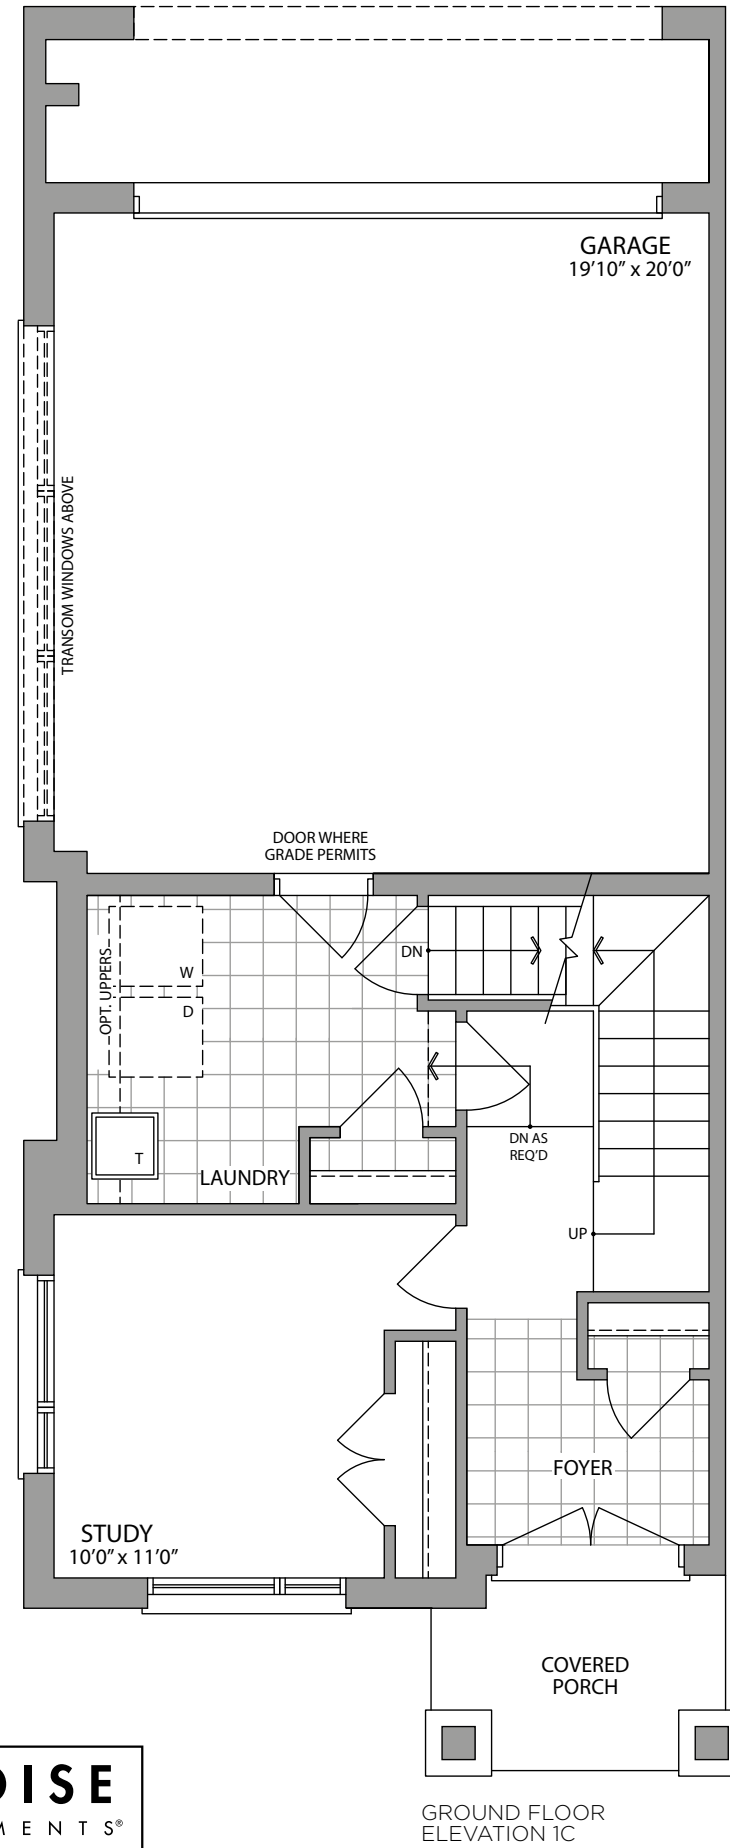 GARAGE
19’10” x 20’0”
TRANSOM WINDOWS ABOVE
DOOR WHERE
GRADE PERMITS
OPT. UPPERS
W
D
DN
T
LAUNDRY
DN AS
REQ’D
UP
FOYER
STUDY
10’0” x 11’0”
COVERED
PORCH
GROUND FLOOR
ELEVATION 1C